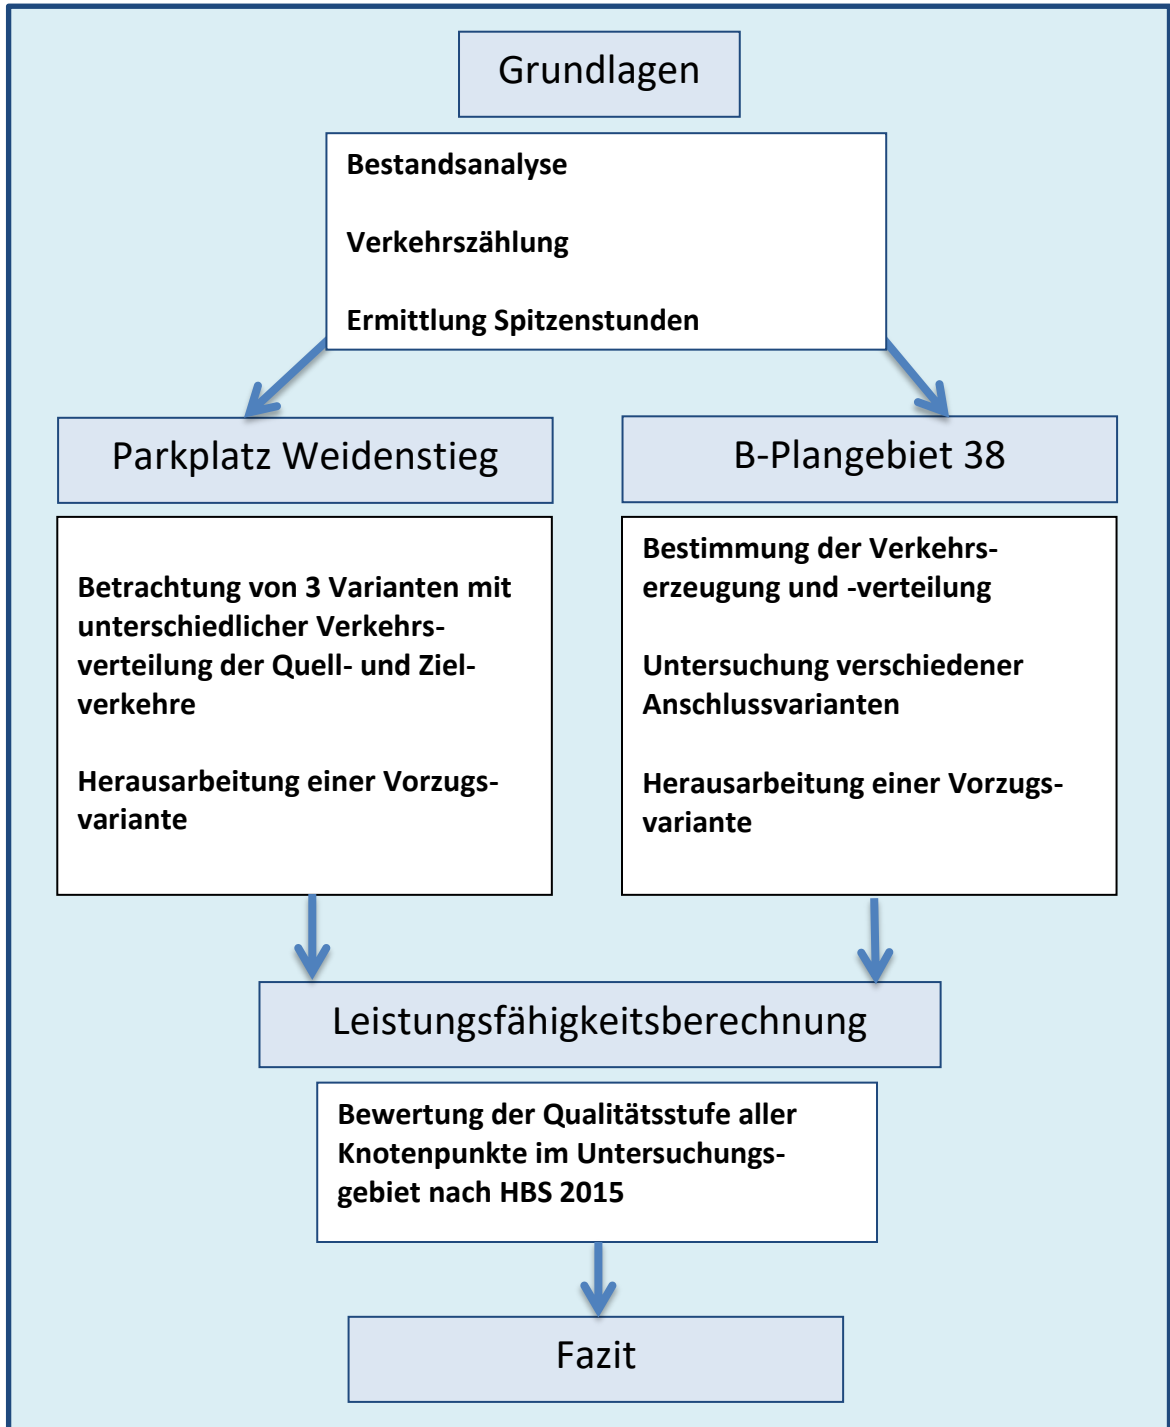 Grundlagen
Bestandsanalyse
Verkehrszählung
Ermittlung Spitzenstunden
Parkplatz Weidenstieg
Betrachtung von 3 Varianten mit
unterschiedlicher Verkehrs-
verteilung der Quell- und Ziel-
verkehre
Herausarbeitung einer Vorzugs-
variante
B-Plangebiet 38
Bestimmung der Verkehrs-
erzeugung und -verteilung
Untersuchung verschiedener
Anschlussvarianten
Herausarbeitung einer Vorzugs-
variante
Leistungsfähigkeitsberechnung
Bewertung der Qualitätsstufe aller
Knotenpunkte im Untersuchungs-
gebiet nach HBS 2015
Fazit